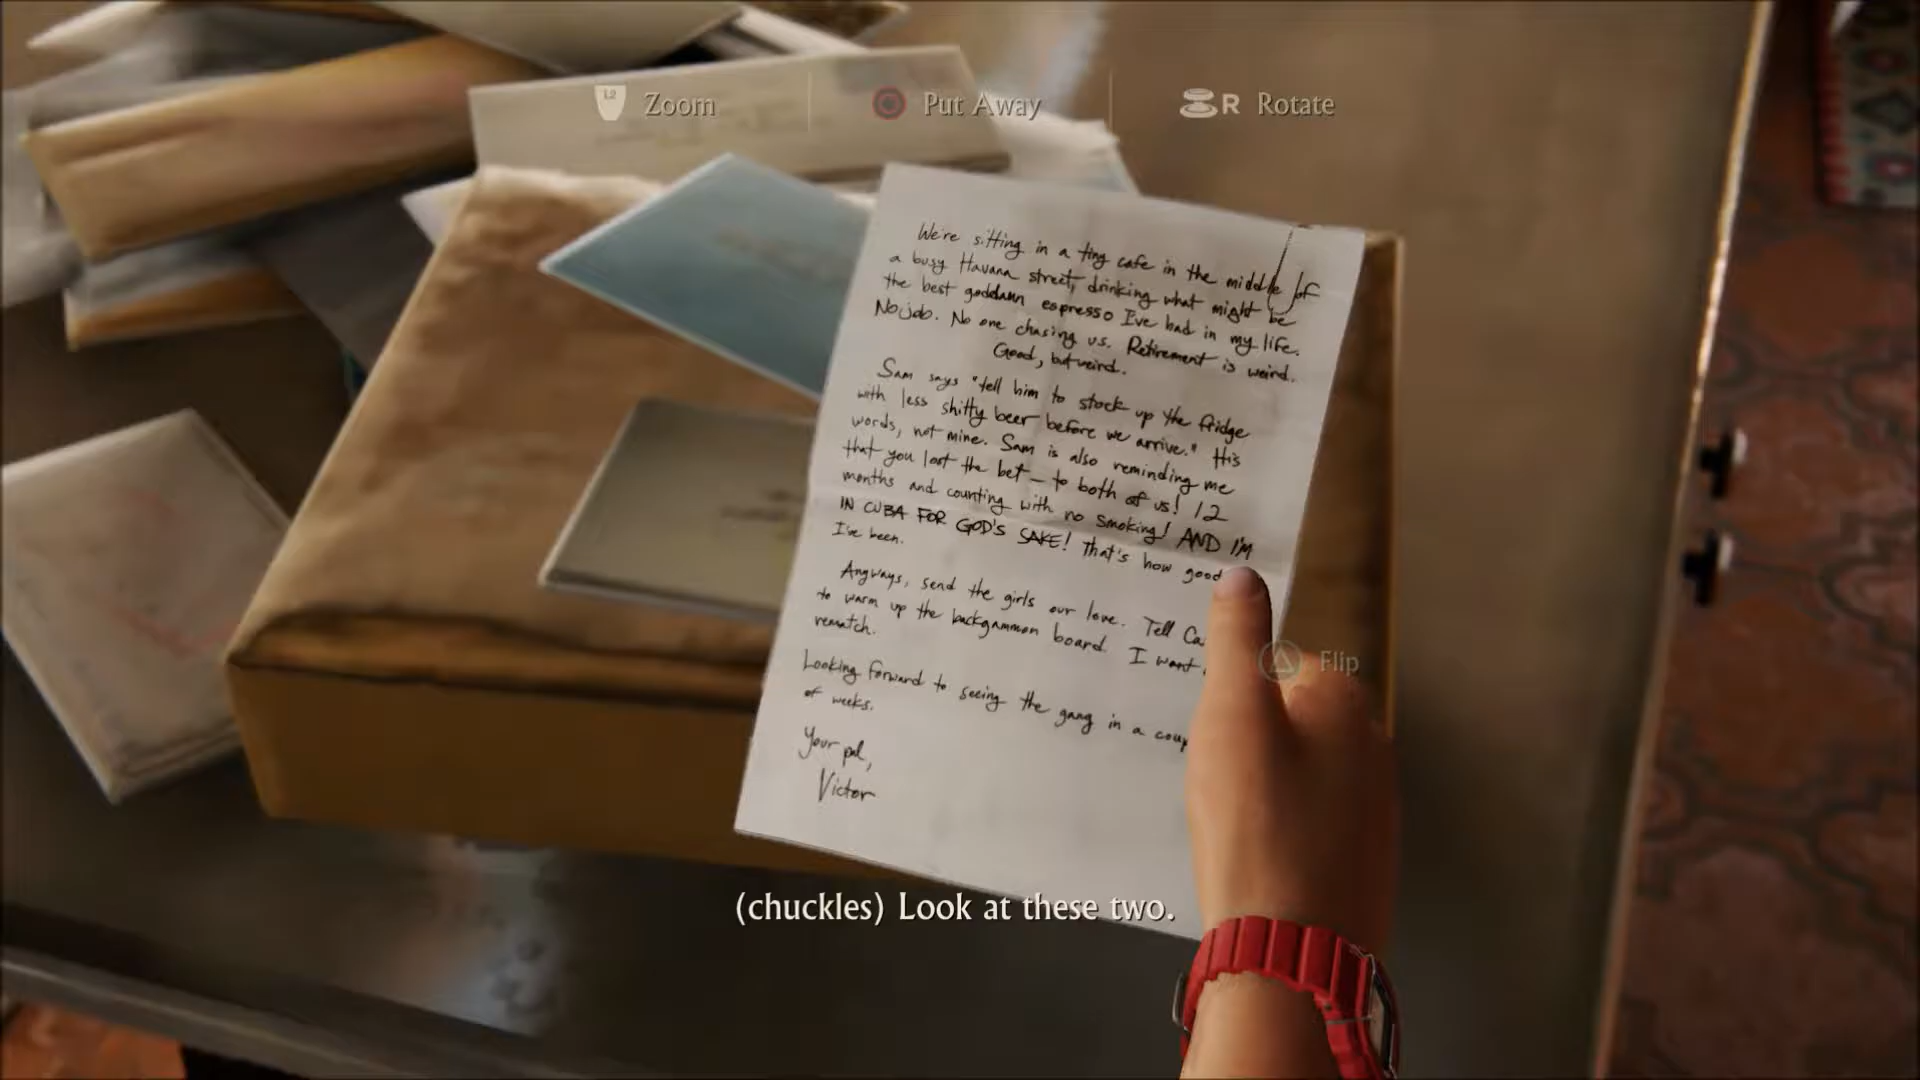 L2 Zoom
Put Away
R Rotate
We're sitting in a tiny cafe in the middle of
a busy Havana street, drinking what might be
the best goddamn espresso I've had in my life.
No job. No one chasing us. Retirement is weird.
Good, but weird.
Sam says "tell him to stock up the fridge
with less shitty beer before we arrive." His
words, not mine. Sam is also reminding me
that you lost the bet – to both of us! 12
months and counting with no smoking! AND I'M
IN CUBA FOR GOD'S SAKE! That's how good
I've been.
Anyways, send the girls our love. Tell Ca
to warm up the backgammon board. I want
rematch.
Looking forward to seeing the gang in a coup
of weeks.
Your pal,
Victor
Flip
(chuckles) Look at these two.